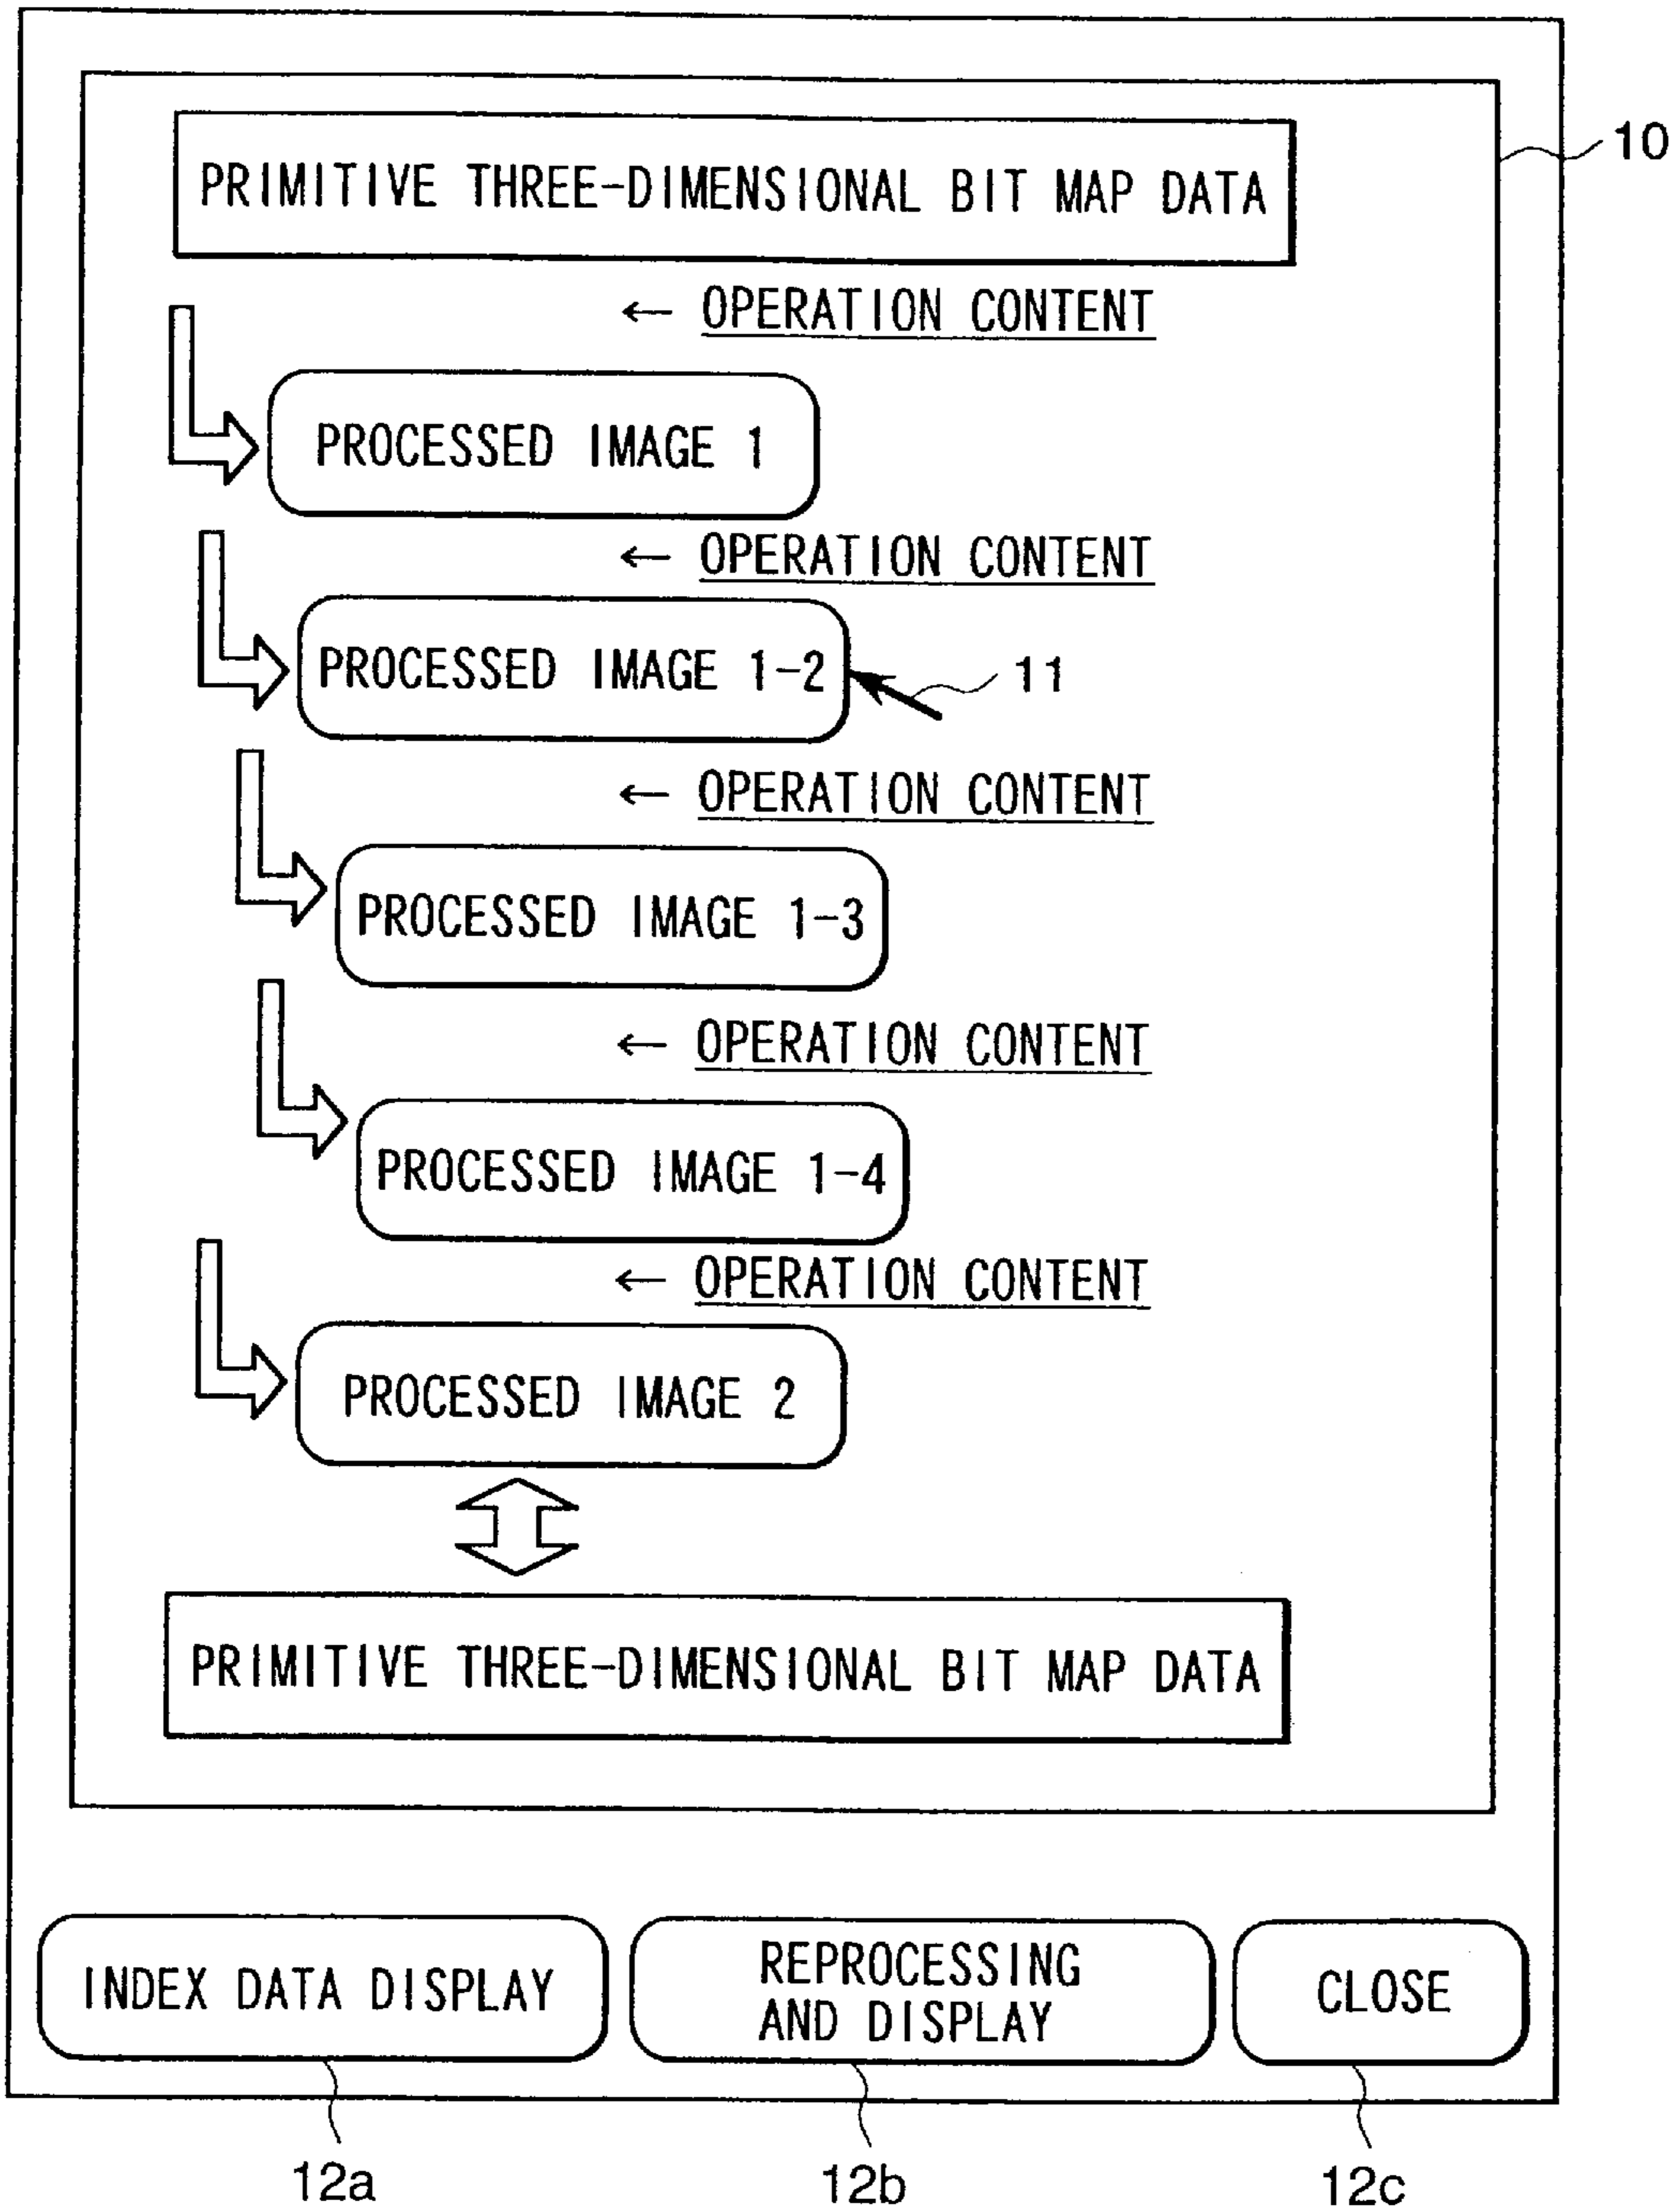 PRIMITIVE THREE-DIMENSIONAL BIT MAP DATA
10
← OPERATION CONTENT
PROCESSED IMAGE 1
← OPERATION CONTENT
PROCESSED IMAGE 1-2
11
← OPERATION CONTENT
PROCESSED IMAGE 1-3
← OPERATION CONTENT
PROCESSED IMAGE 1-4
← OPERATION CONTENT
PROCESSED IMAGE 2
PRIMITIVE THREE-DIMENSIONAL BIT MAP DATA
INDEX DATA DISPLAY
REPROCESSING
AND DISPLAY
CLOSE
12a
12b
12c